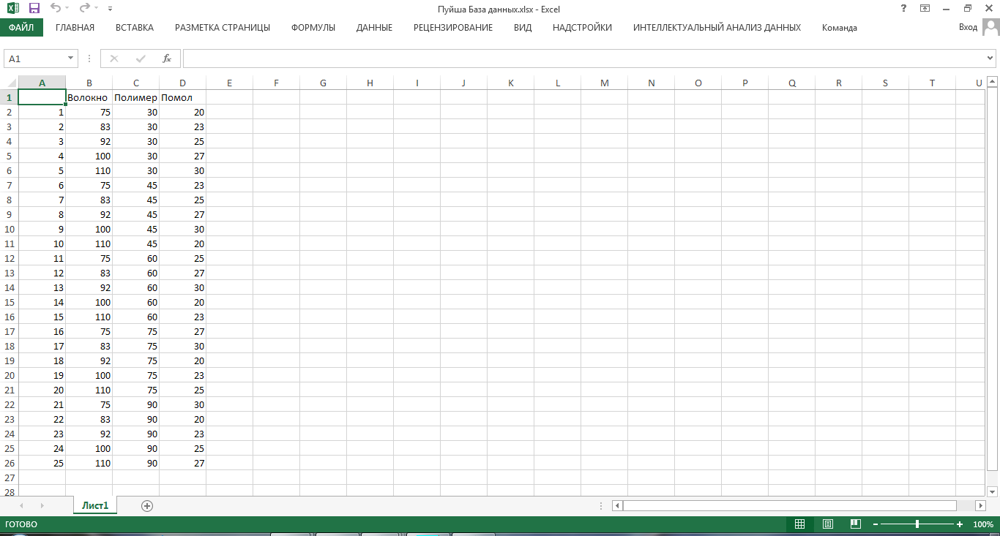 Пуйша База данных.xlsx - Excel
ФАЙЛ ГЛАВНАЯ ВСТАВКА РАЗМЕТКА СТРАНИЦЫ ФОРМУЛЫ ДАННЫЕ РЕЦЕНЗИРОВАНИЕ ВИД НАДСТРОЙКИ ИНТЕЛЛЕКТУАЛЬНЫЙ АНАЛИЗ ДАННЫХ Команда Вход
A1 fx
A B C D E F G H I J K L M N O P Q R S T U
1 Волокно Полимер Помол
2 1 75 30 20
3 2 83 30 23
4 3 92 30 25
5 4 100 30 27
6 5 110 30 30
7 6 75 45 23
8 7 83 45 25
9 8 92 45 27
10 9 100 45 30
11 10 110 45 20
12 11 75 60 25
13 12 83 60 27
14 13 92 60 30
15 14 100 60 20
16 15 110 60 23
17 16 75 75 27
18 17 83 75 30
19 18 92 75 20
20 19 100 75 23
21 20 110 75 25
22 21 75 90 30
23 22 83 90 20
24 23 92 90 23
25 24 100 90 25
26 25 110 90 27
27
28
Лист1
ГОТОВО 100%